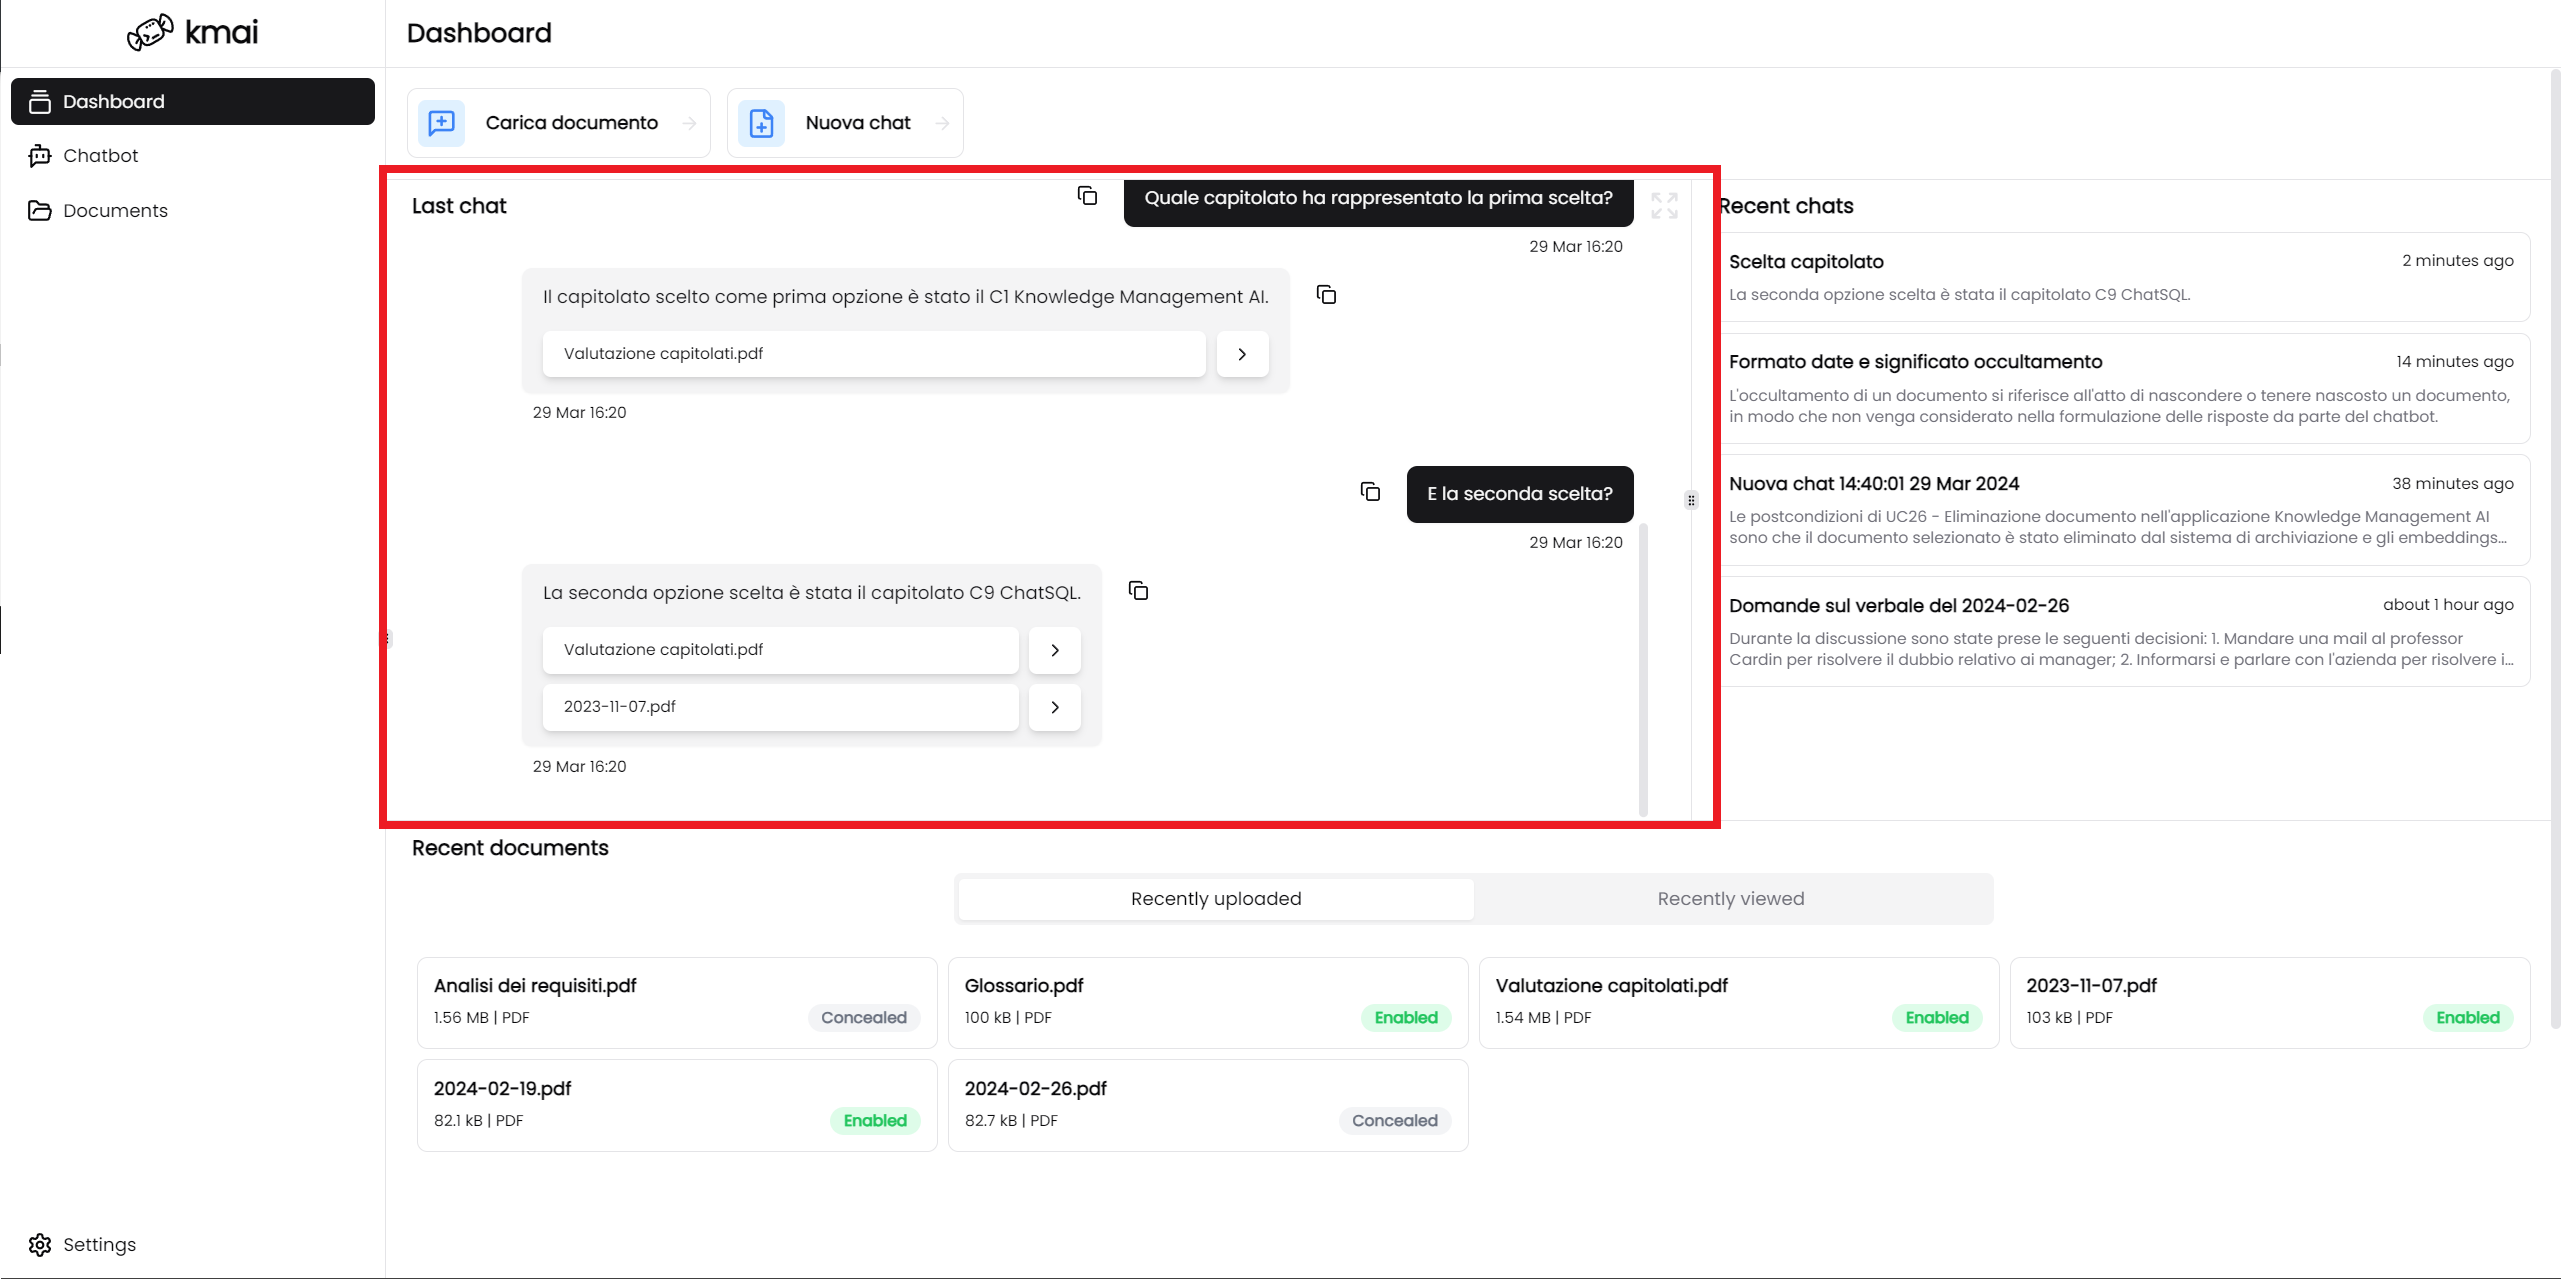 kmai
Dashboard
Chatbot
Documents
Settings
Dashboard
Carica documento
Nuova chat
Last chat
Quale capitolato ha rappresentato la prima scelta?
29 Mar 16:20
Il capitolato scelto come prima opzione è stato il C1 Knowledge Management AI.
Valutazione capitolati.pdf
29 Mar 16:20
E la seconda scelta?
29 Mar 16:20
La seconda opzione scelta è stata il capitolato C9 ChatSQL.
Valutazione capitolati.pdf
2023-11-07.pdf
29 Mar 16:20
Recent chats
Scelta capitolato 2 minutes ago
La seconda opzione scelta è stata il capitolato C9 ChatSQL.
Formato date e significato occultamento 14 minutes ago
L'occultamento di un documento si riferisce all'atto di nascondere o tenere nascosto un documento,
in modo che non venga considerato nella formulazione delle risposte da parte del chatbot.
Nuova chat 14:40:01 29 Mar 2024 38 minutes ago
Le postcondizioni di UC26 - Eliminazione documento nell'applicazione Knowledge Management AI
sono che il documento selezionato è stato eliminato dal sistema di archiviazione e gli embeddings...
Domande sul verbale del 2024-02-26 about 1 hour ago
Durante la discussione sono state prese le seguenti decisioni: 1. Mandare una mail al professor
Cardin per risolvere il dubbio relativo ai manager; 2. Informarsi e parlare con l'azienda per risolvere i...
Recent documents
Recently uploaded Recently viewed
Analisi dei requisiti.pdf
1.56 MB | PDF Concealed
Glossario.pdf
100 kB | PDF Enabled
Valutazione capitolati.pdf
1.54 MB | PDF Enabled
2023-11-07.pdf
103 kB | PDF Enabled
2024-02-19.pdf
82.1 kB | PDF Enabled
2024-02-26.pdf
82.7 kB | PDF Concealed